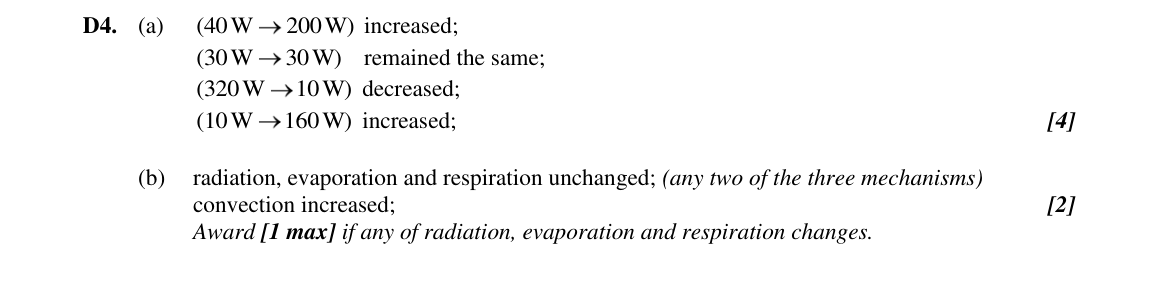 D4. (a) (40 W → 200 W) increased;
(30 W → 30 W) remained the same;
(320 W → 10 W) decreased;
(10 W → 160 W) increased; [4]
(b) radiation, evaporation and respiration unchanged; (any two of the three mechanisms)
convection increased; [2]
Award [1 max] if any of radiation, evaporation and respiration changes.